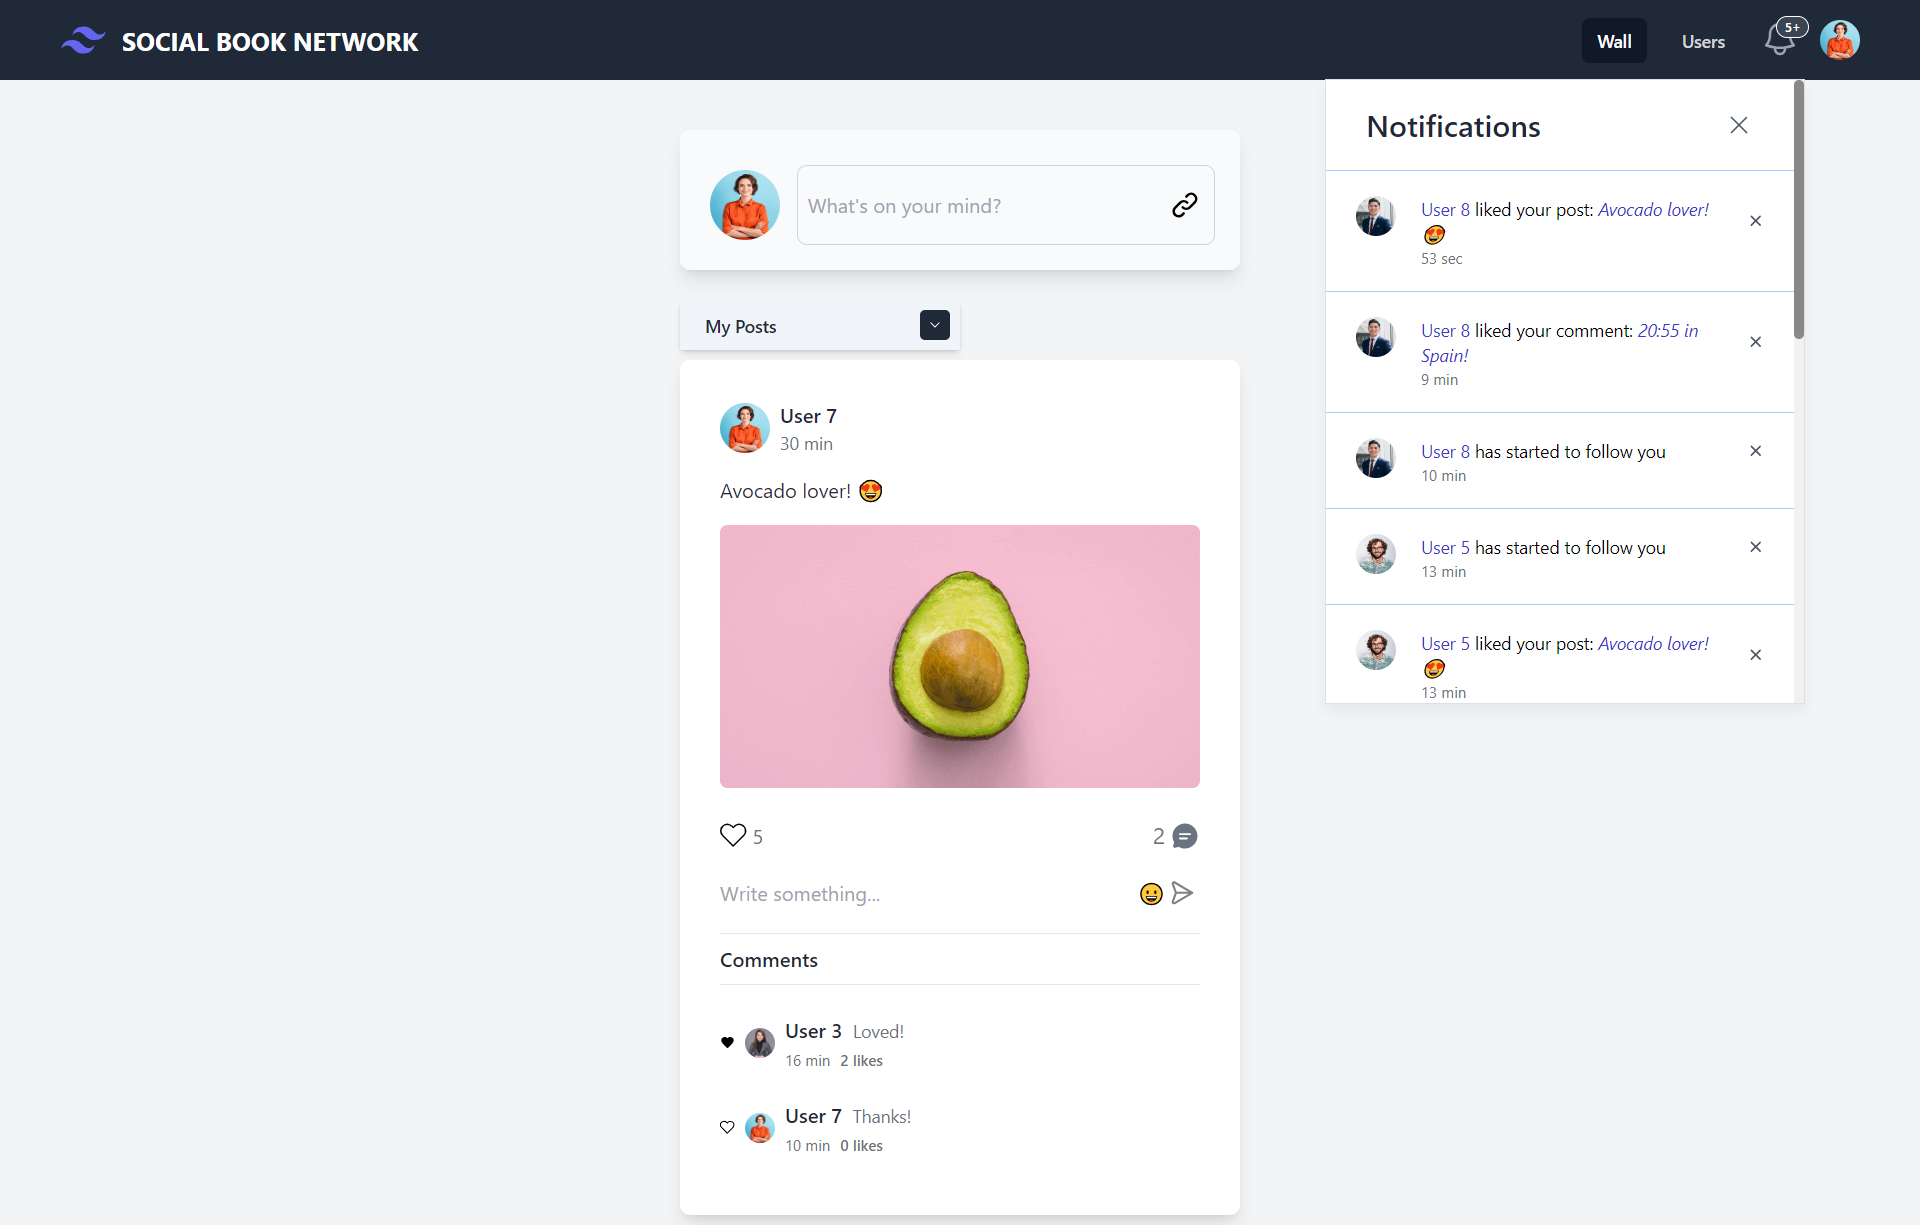 SOCIAL BOOK NETWORK
Wall
Users
5+
What's on your mind?
My Posts
User 7
30 min
Avocado lover! 😍
5
2
Write something...
😀
Comments
User 3 Loved!
16 min 2 likes
User 7 Thanks!
10 min 0 likes
Notifications
User 8 liked your post: Avocado lover!
😍
53 sec
User 8 liked your comment: 20:55 in
Spain!
9 min
User 8 has started to follow you
10 min
User 5 has started to follow you
13 min
User 5 liked your post: Avocado lover!
😍
13 min